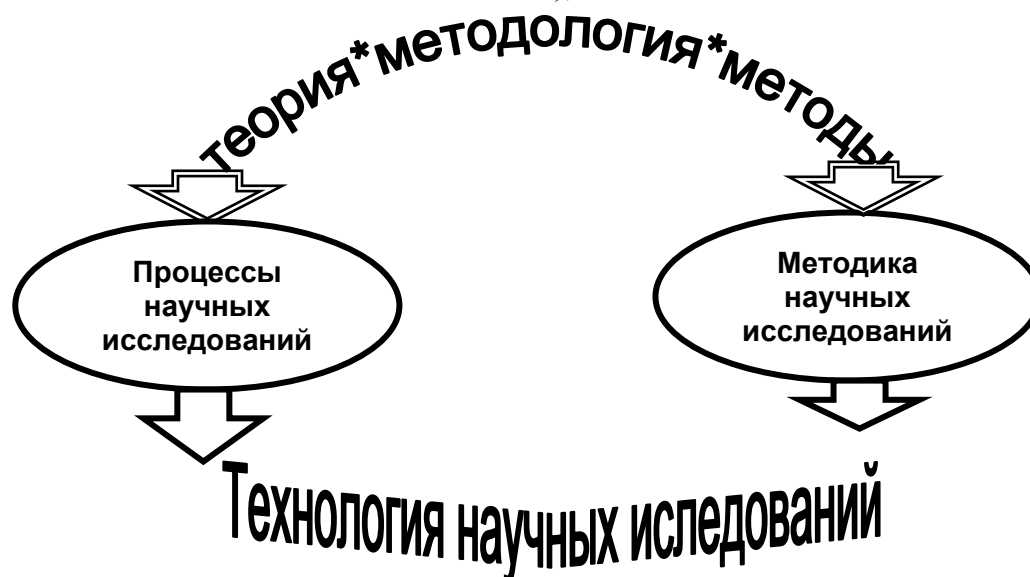 теория*методология*методы
Процессы
научных
исследований
Методика
научных
исследований
Технология научных иследований